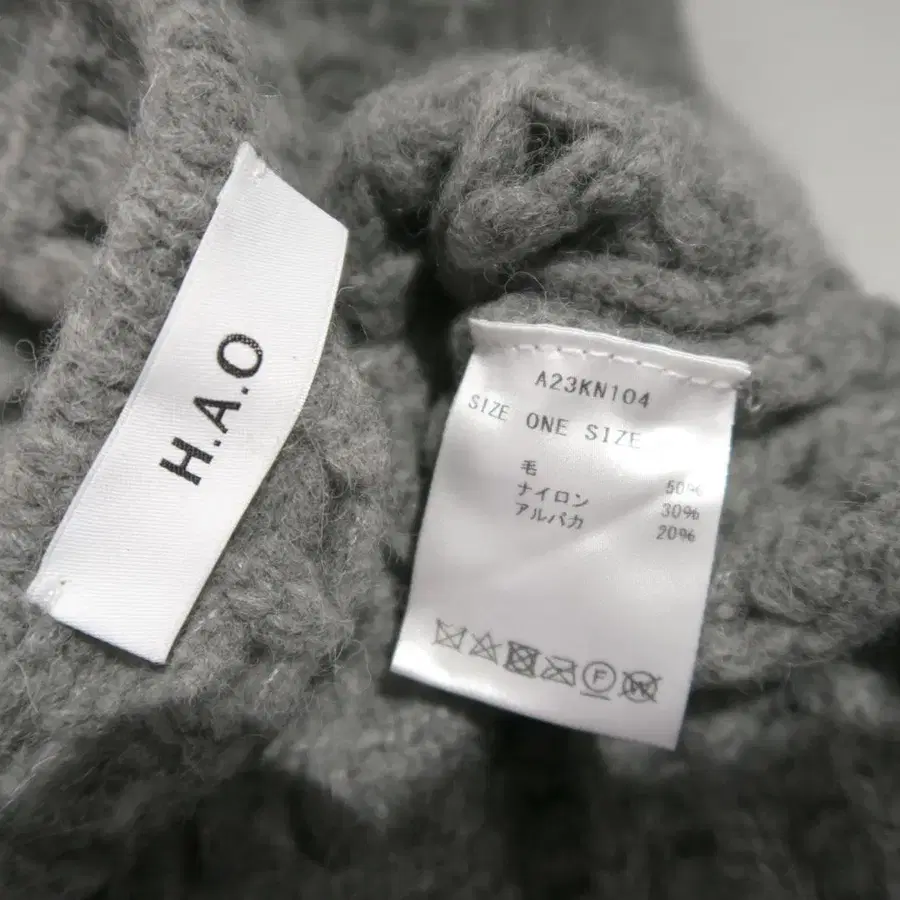 H.A.O
A23KN104
SIZE ONE SIZE
毛 50%
ナイロン 30%
アルパカ 20%
F
W